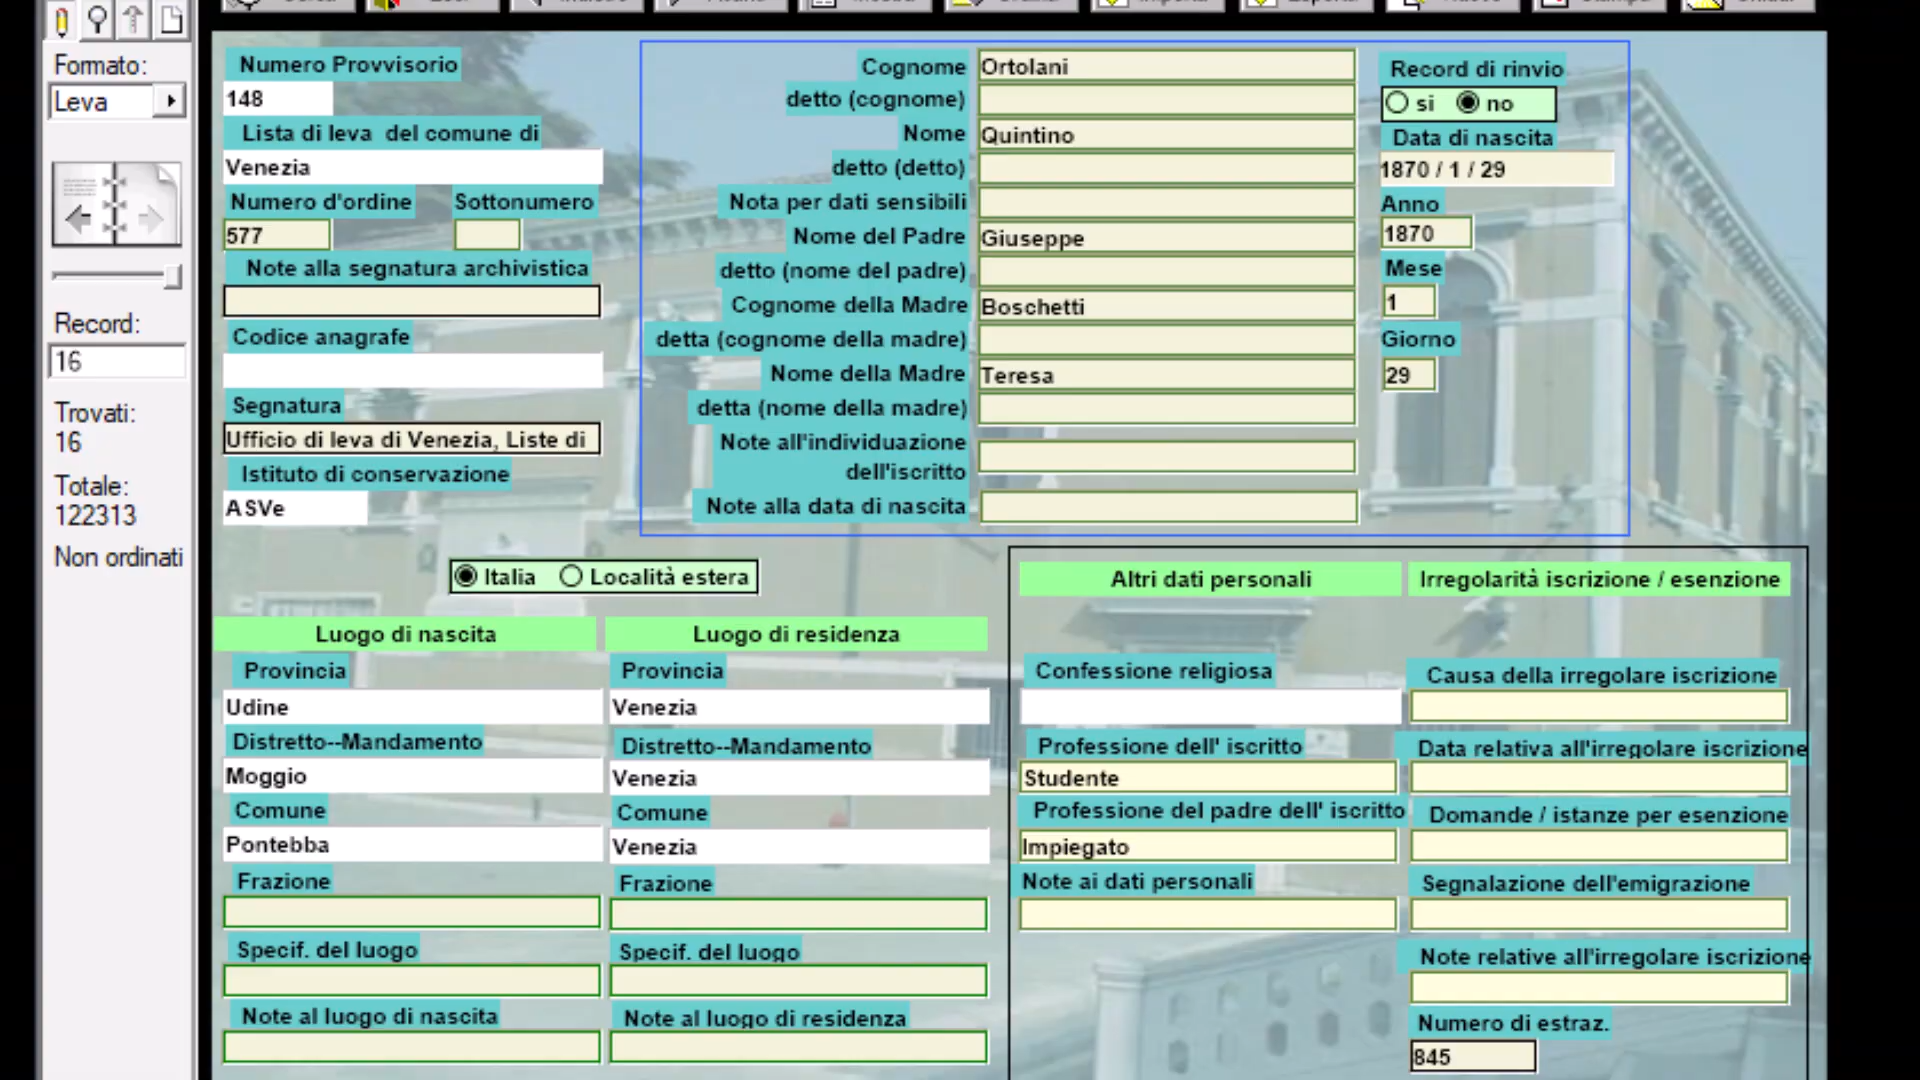 Formato:
Leva
Record:
16
Trovati:
16
Totale:
122313
Non ordinati
Numero Provvisorio
148
Lista di leva del comune di
Venezia
Numero d'ordine
Sottonumero
577
Note alla segnatura archivistica
Codice anagrafe
Segnatura
Ufficio di leva di Venezia, Liste di
Istituto di conservazione
ASVe
Cognome
Ortolani
detto (cognome)
Nome
Quintino
detto (detto)
Nota per dati sensibili
Nome del Padre
Giuseppe
detto (nome del padre)
Cognome della Madre
Boschetti
detta (cognome della madre)
Nome della Madre
Teresa
detta (nome della madre)
Note all'individuazione
dell'iscritto
Note alla data di nascita
Record di rinvio
si no
Data di nascita
1870 / 1 / 29
Anno
1870
Mese
1
Giorno
29
Italia Località estera
Luogo di nascita
Provincia
Udine
Distretto--Mandamento
Moggio
Comune
Pontebba
Frazione
Specif. del luogo
Note al luogo di nascita
Luogo di residenza
Provincia
Venezia
Distretto--Mandamento
Venezia
Comune
Venezia
Frazione
Specif. del luogo
Note al luogo di residenza
Altri dati personali
Confessione religiosa
Professione dell' iscritto
Studente
Professione del padre dell' iscritto
Impiegato
Note ai dati personali
Irregolarità iscrizione / esenzione
Causa della irregolare iscrizione
Data relativa all'irregolare iscrizione
Domande / istanze per esenzione
Segnalazione dell'emigrazione
Note relative all'irregolare iscrizione
Numero di estraz.
845